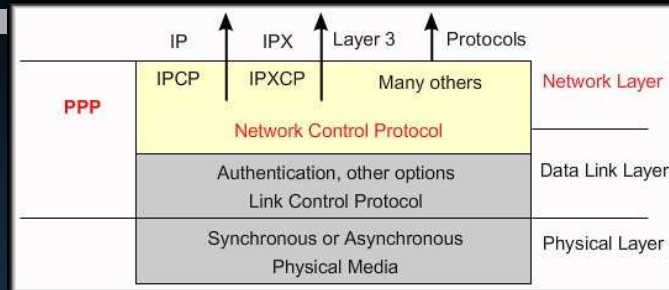 IP IPX Layer 3 Protocols
IPCP IPXCP Many others Network Layer
PPP
Network Control Protocol
Authentication, other options Data Link Layer
Link Control Protocol
Synchronous or Asynchronous Physical Layer
Physical Media